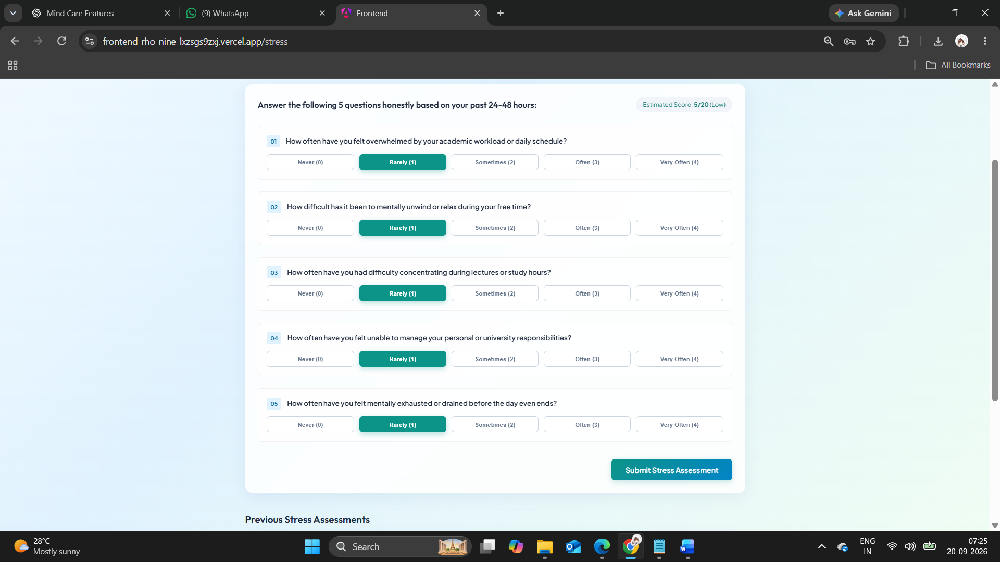 Mind Care Features
(9) WhatsApp
Frontend
Ask Gemini
frontend-rho-nine-lxzsgs9zxj.vercel.app/stress
All Bookmarks
Answer the following 5 questions honestly based on your past 24-48 hours:
Estimated Score: 5/20 (Low)
01 How often have you felt overwhelmed by your academic workload or daily schedule?
Never (0) Rarely (1) Sometimes (2) Often (3) Very Often (4)
02 How difficult has it been to mentally unwind or relax during your free time?
Never (0) Rarely (1) Sometimes (2) Often (3) Very Often (4)
03 How often have you had difficulty concentrating during lectures or study hours?
Never (0) Rarely (1) Sometimes (2) Often (3) Very Often (4)
04 How often have you felt unable to manage your personal or university responsibilities?
Never (0) Rarely (1) Sometimes (2) Often (3) Very Often (4)
05 How often have you felt mentally exhausted or drained before the day even ends?
Never (0) Rarely (1) Sometimes (2) Often (3) Very Often (4)
Submit Stress Assessment
Previous Stress Assessments
28°C
Mostly sunny
Search
ENG
IN
07:25
20-09-2026